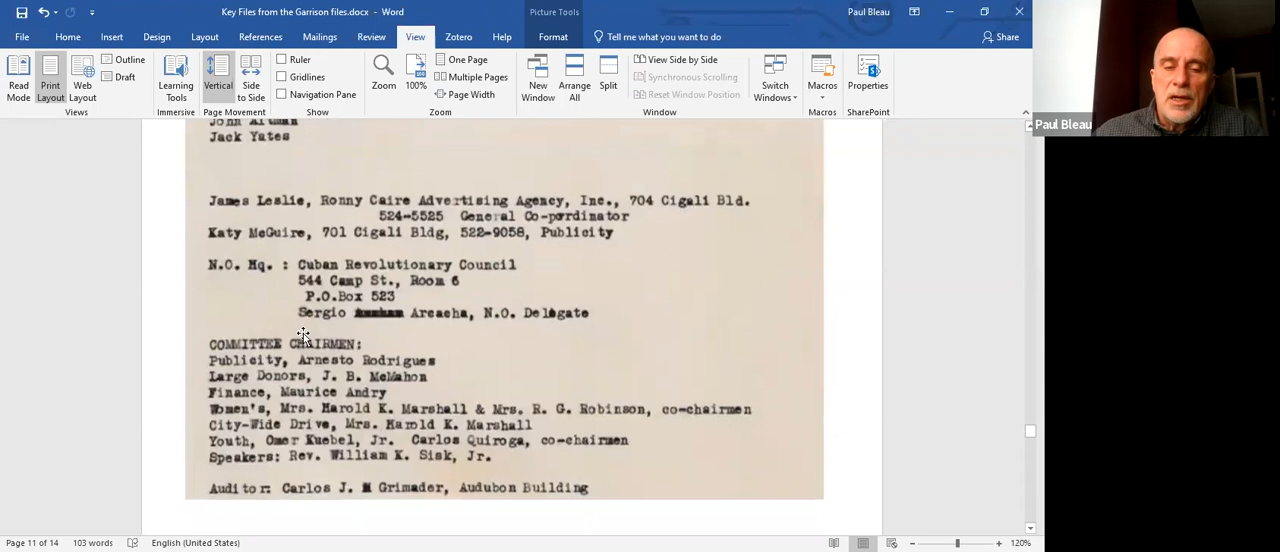 Key Files from the Garrison files.docx - Word
Picture Tools
Paul Bleau
File Home Insert Design Layout References Mailings Review View Zotero Help Format Tell me what you want to do Share
Read Mode
Print Layout
Web Layout
Outline
Draft
Views
Learning Tools
Immersive
Vertical
Side to Side
Page Movement
Ruler
Gridlines
Navigation Pane
Show
Zoom
100%
One Page
Multiple Pages
Page Width
Zoom
New Window
Arrange All
Split
View Side by Side
Synchronous Scrolling
Reset Window Position
Window
Switch Windows
Macros
Macros
Properties
SharePoint
Paul Bleau
John Altman
Jack Yates
James Leslie, Ronny Caire Advertising Agency, Inc., 704 Cigali Bld.
524-5525 General Co-pordinator
Katy McGuire, 701 Cigali Bldg, 522-9058, Publicity
N.O. Hq. : Cuban Revolutionary Council
544 Camp St., Room 6
P.O.Box 523
Sergio Arcacha, N.O. Delegate
COMMITTEE CHAIRMEN:
Publicity, Arnesto Rodrigues
Large Donors, J. B. McMahon
Finance, Maurice Andry
Women's, Mrs. Harold K. Marshall & Mrs. R. G. Robinson, co-chairmen
City-Wide Drive, Mrs. Harold K. Marshall
Youth, Omer Kuebel, Jr. Carlos Quiroga, co-chairmen
Speakers: Rev. William K. Sisk, Jr.
Auditor: Carlos J. Grimader, Audubon Building
Page 11 of 14 103 words English (United States) 120%